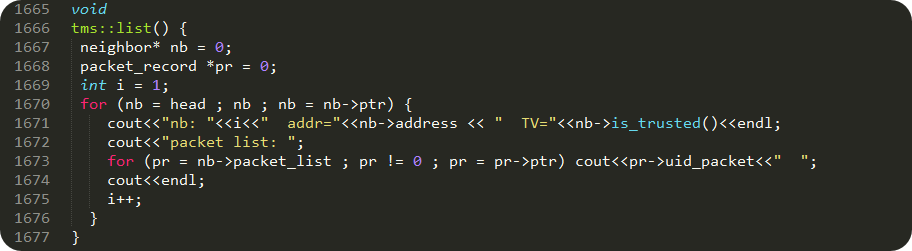 1665 void
1666 tms::list() {
1667 neighbor* nb = 0;
1668 packet_record *pr = 0;
1669 int i = 1;
1670 for (nb = head ; nb ; nb = nb->ptr) {
1671 cout<<"nb: "<<i<<"  addr="<<nb->address << "  TV="<<nb->is_trusted()<<endl;
1672 cout<<"packet list: ";
1673 for (pr = nb->packet_list ; pr != 0 ; pr = pr->ptr) cout<<pr->uid_packet<<"  ";
1674 cout<<endl;
1675 i++;
1676 }
1677 }